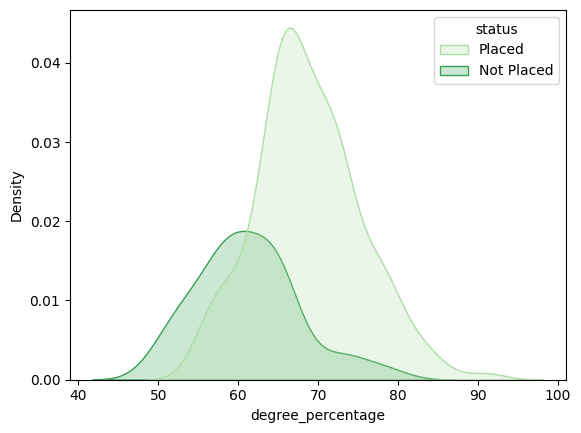 status
Placed
Not Placed
0.04
0.03
0.02
0.01
0.00
Density
40 50 60 70 80 90 100
degree_percentage